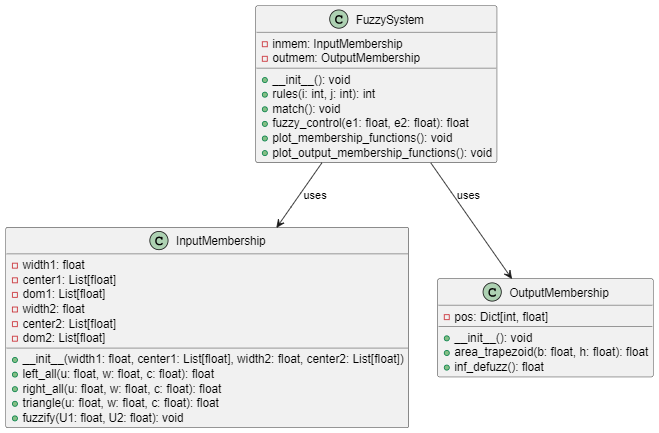 C FuzzySystem
inmem: InputMembership
outmem: OutputMembership
__init__(): void
rules(i: int, j: int): int
match(): void
fuzzy_control(e1: float, e2: float): float
plot_membership_functions(): void
plot_output_membership_functions(): void
uses
uses
C InputMembership
width1: float
center1: List[float]
dom1: List[float]
width2: float
center2: List[float]
dom2: List[float]
__init__(width1: float, center1: List[float], width2: float, center2: List[float])
left_all(u: float, w: float, c: float): float
right_all(u: float, w: float, c: float): float
triangle(u: float, w: float, c: float): float
fuzzify(U1: float, U2: float): void
C OutputMembership
pos: Dict[int, float]
__init__(): void
area_trapezoid(b: float, h: float): float
inf_defuzz(): float